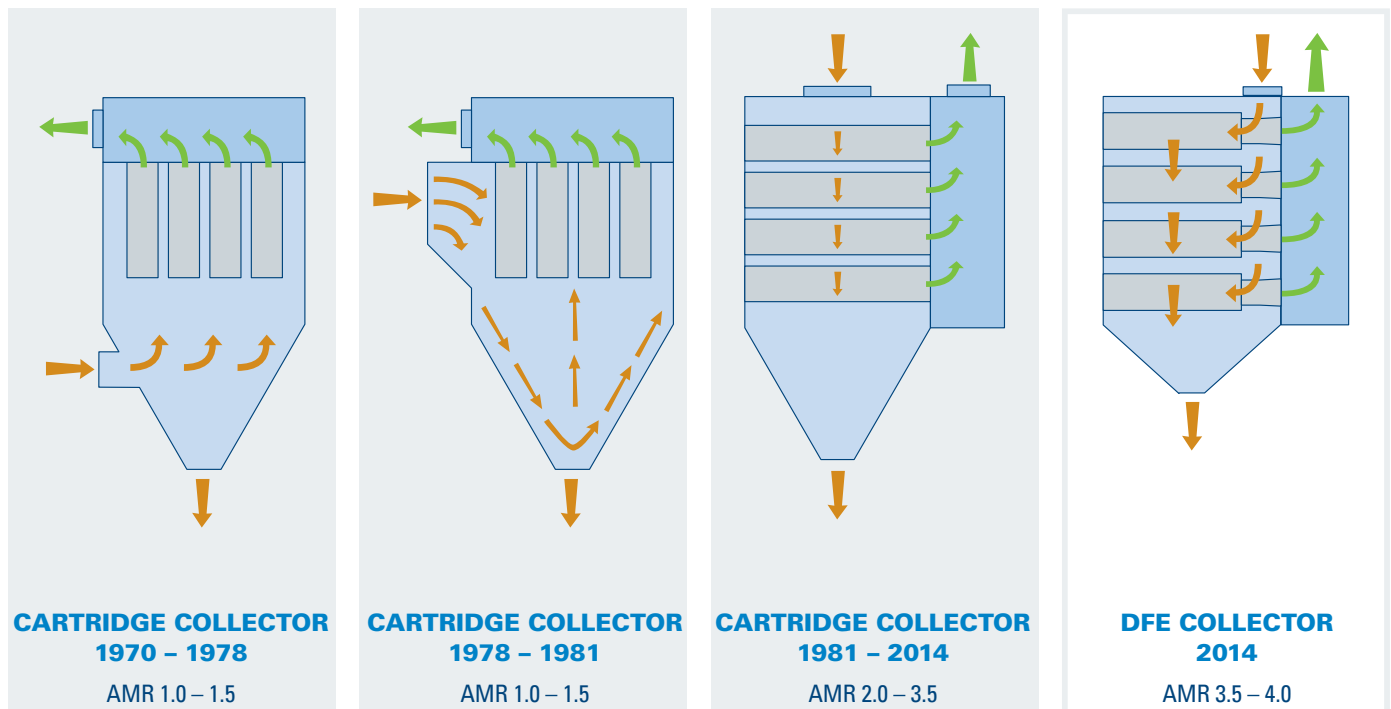 CARTRIDGE COLLECTOR
1970 – 1978
AMR 1.0 – 1.5
CARTRIDGE COLLECTOR
1978 – 1981
AMR 1.0 – 1.5
CARTRIDGE COLLECTOR
1981 – 2014
AMR 2.0 – 3.5
DFE COLLECTOR
2014
AMR 3.5 – 4.0